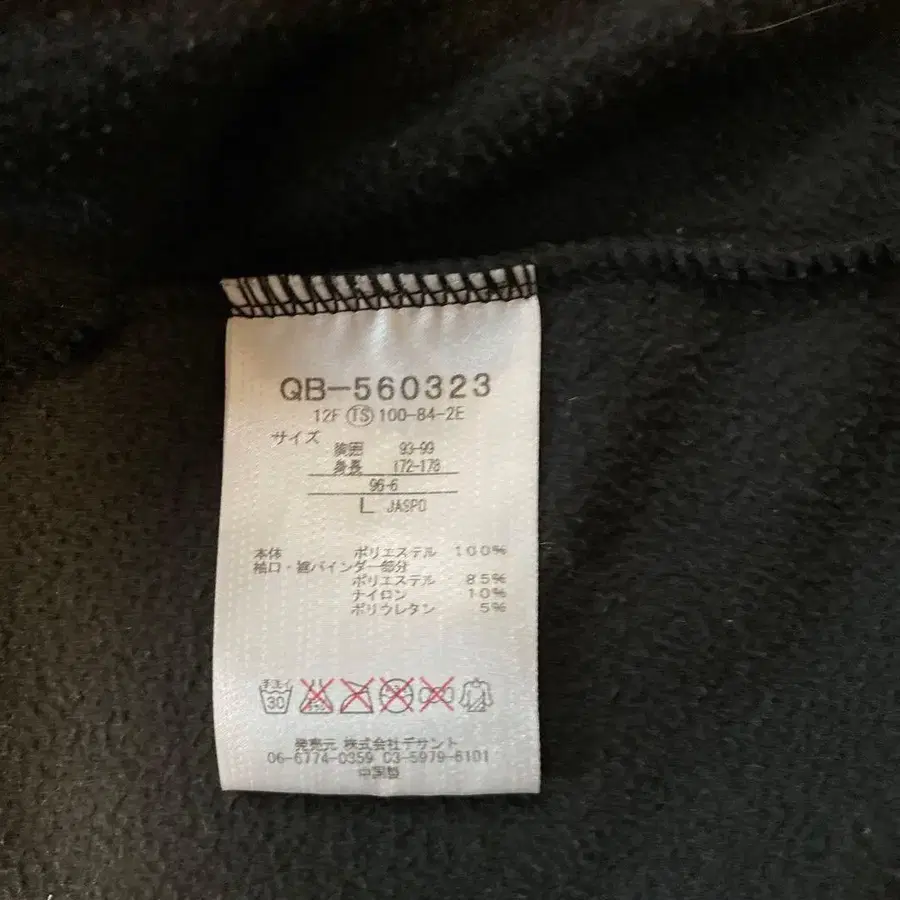 QB-560323
12F TS 100-84-2E
サイズ
胸囲 93-99
身長 172-178
96-6
L JASPO
本体 ポリエステル 100%
袖口・裾バインダー部分
ポリエステル 85%
ナイロン 10%
ポリウレタン 5%
手洗イ
30
発売元 株式会社デサント
06-6774-0359 03-5979-6101
中国製